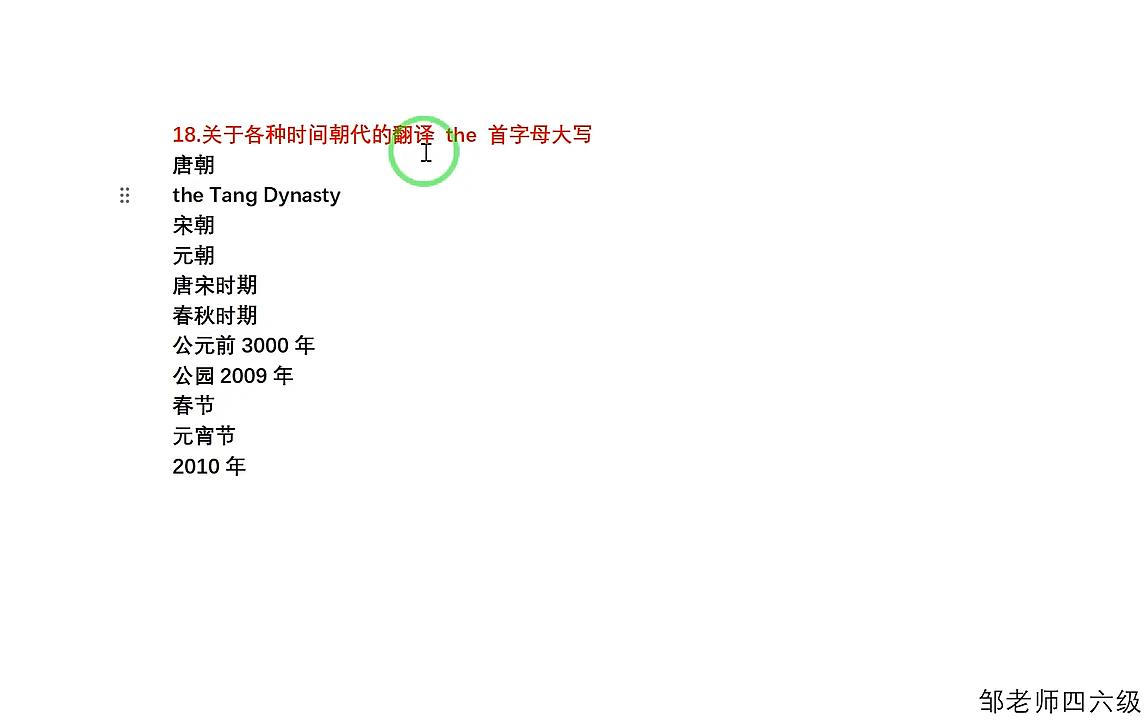 18.关于各种时间朝代的翻译 the 首字母大写
唐朝
the Tang Dynasty
宋朝
元朝
唐宋时期
春秋时期
公元前 3000 年
公园 2009 年
春节
元宵节
2010 年
邹老师四六级